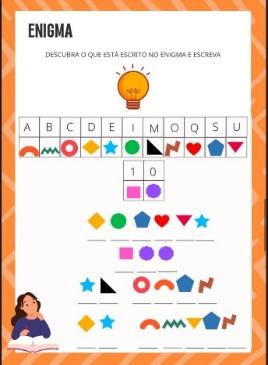 ENIGMA
DESCUBRA O QUE ESTÁ ESCRITO NO ENIGMA E ESCREVA
A B C D E I M O Q S U
1 0